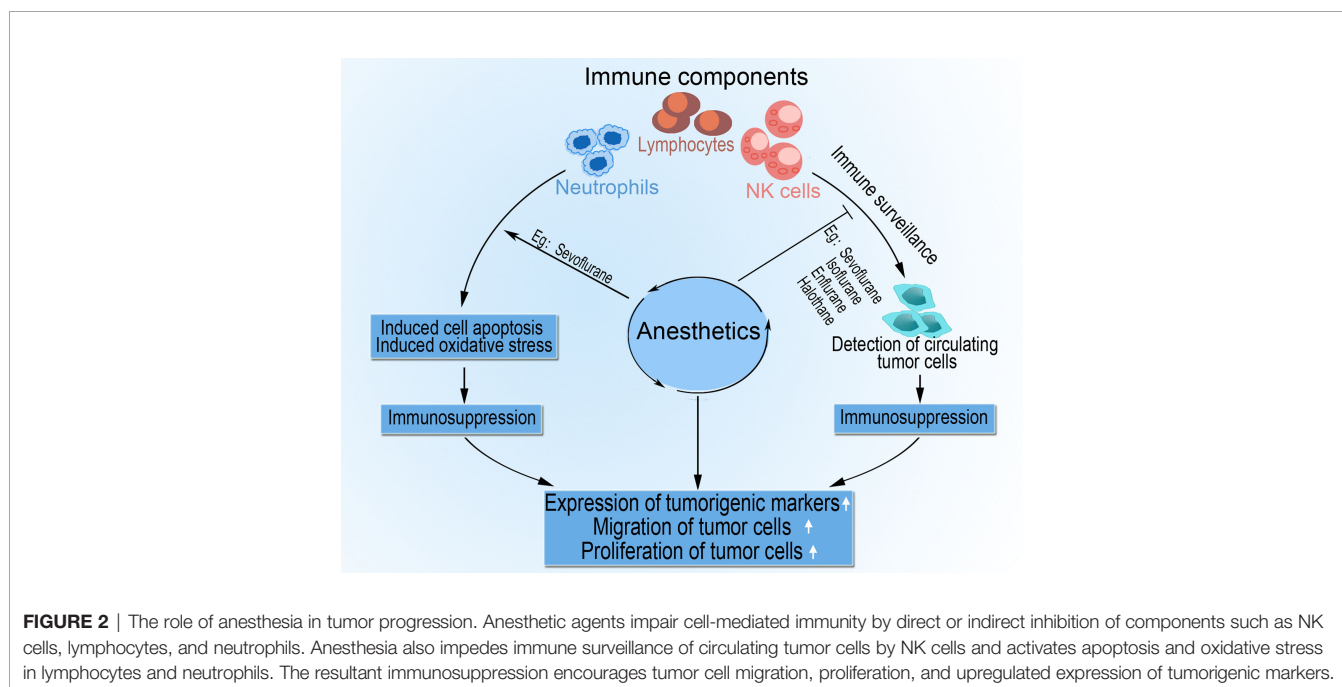 Immune components
Lymphocytes
Neutrophils
NK cells
Immune surveillance
Eg: Sevoflurane
Eg: Sevoflurane
Isoflurane
Enflurane
Halothane
Anesthetics
Induced cell apoptosis
Induced oxidative stress
Detection of circulating
tumor cells
Immunosuppression
Immunosuppression
Expression of tumorigenic markers
Migration of tumor cells
Proliferation of tumor cells
FIGURE 2 | The role of anesthesia in tumor progression. Anesthetic agents impair cell-mediated immunity by direct or indirect inhibition of components such as NK
cells, lymphocytes, and neutrophils. Anesthesia also impedes immune surveillance of circulating tumor cells by NK cells and activates apoptosis and oxidative stress
in lymphocytes and neutrophils. The resultant immunosuppression encourages tumor cell migration, proliferation, and upregulated expression of tumorigenic markers.